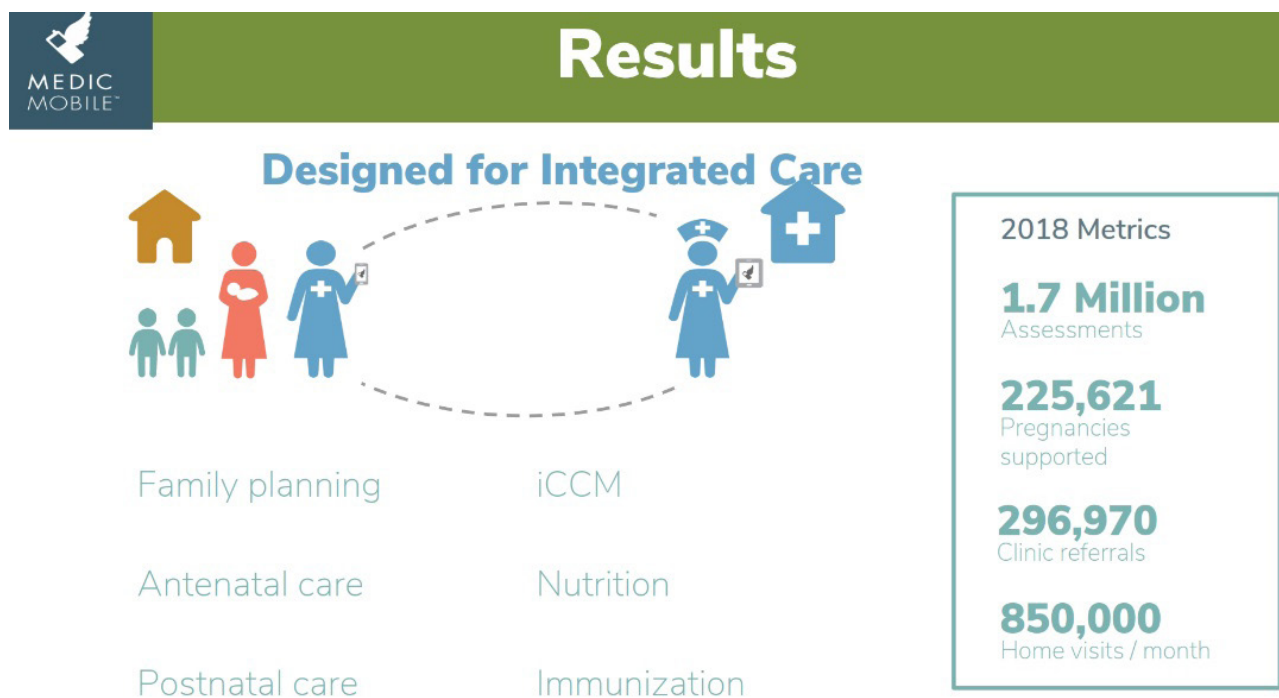 MEDIC
MOBILE™
Results
Designed for Integrated Care
Family planning
iCCM
Antenatal care
Nutrition
Postnatal care
Immunization
2018 Metrics
1.7 Million
Assessments
225,621
Pregnancies
supported
296,970
Clinic referrals
850,000
Home visits / month